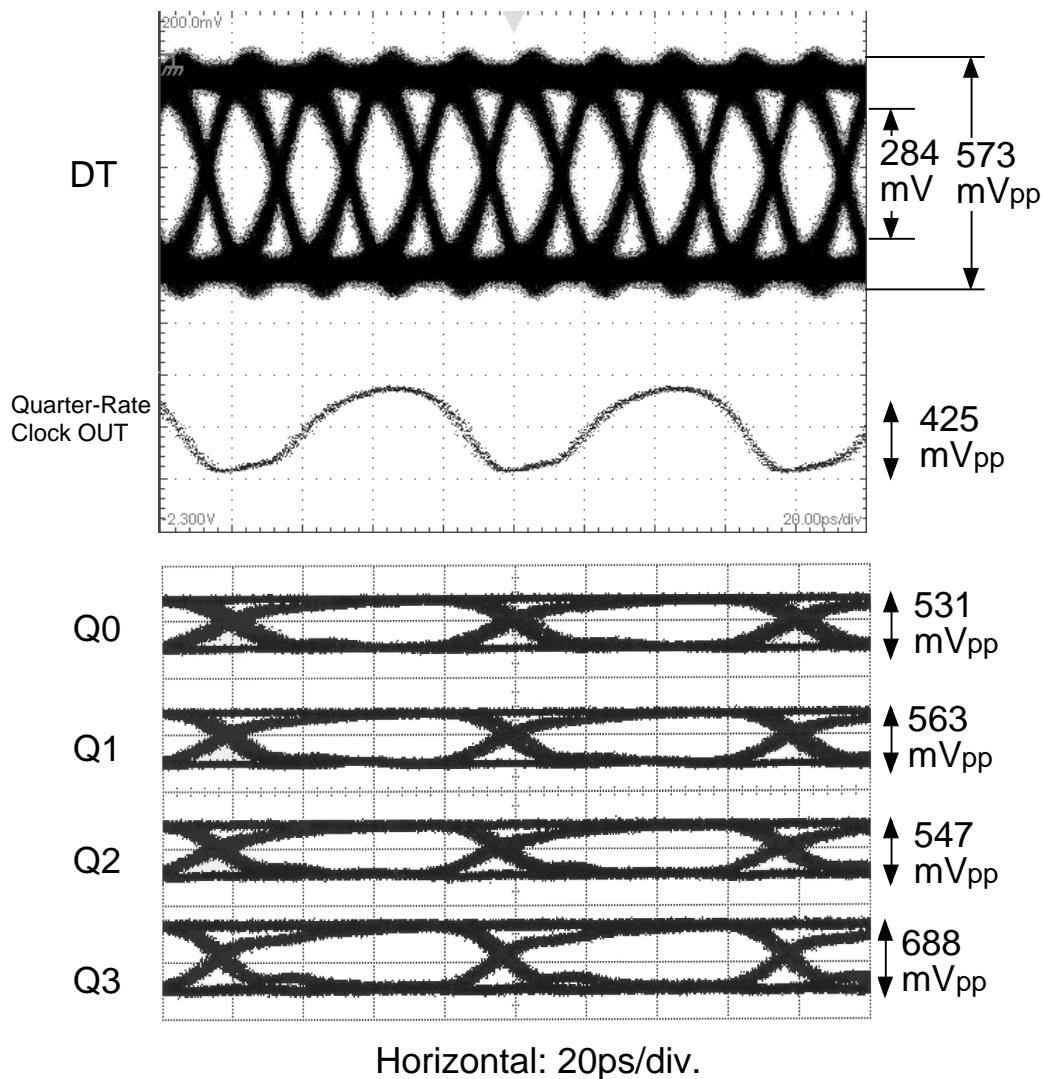 200.0mV
DT
284
mV
573
mVpp
Quarter-Rate
Clock OUT
425
mVpp
-2.300V
20.00ps/div
Q0
531
mVpp
Q1
563
mVpp
Q2
547
mVpp
Q3
688
mVpp
Horizontal: 20ps/div.